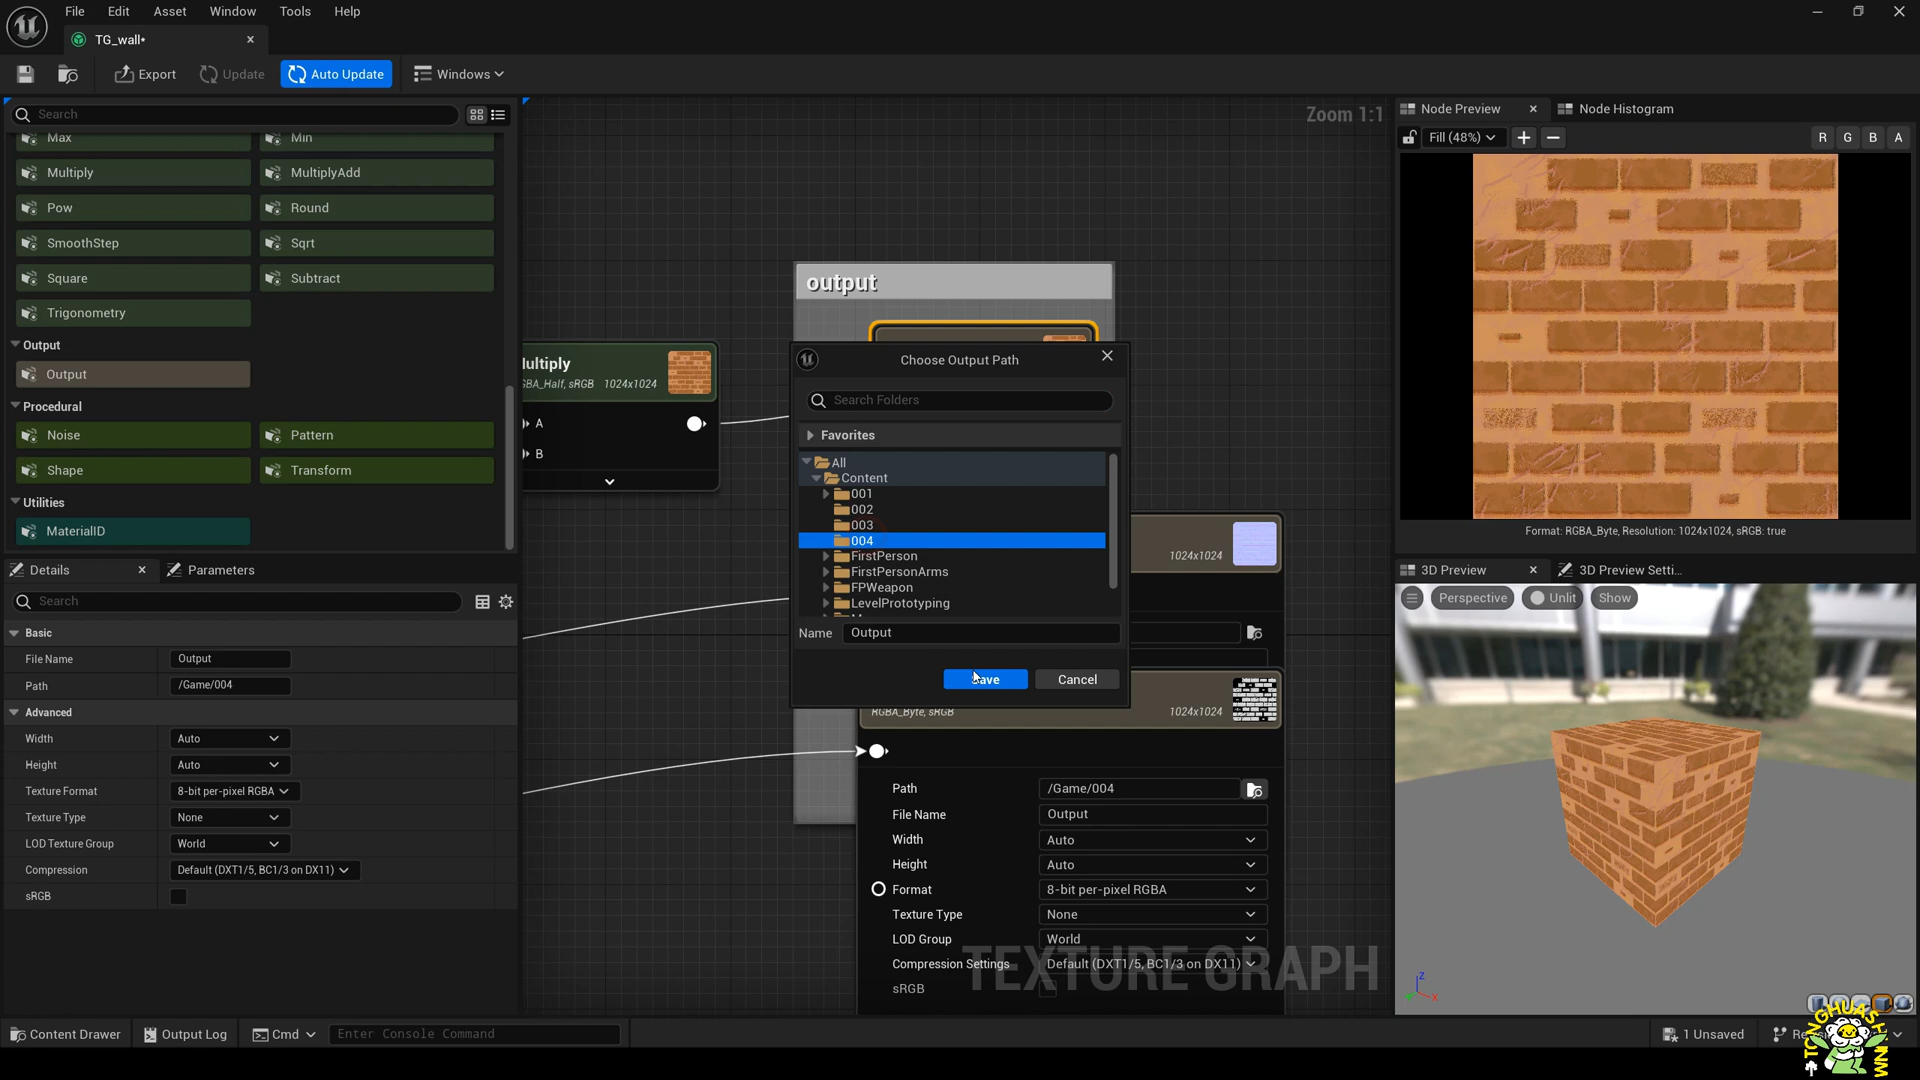 File Edit Asset Window Tools Help
TG_wall•
Export Update Auto Update Windows
Search
Max Min
Multiply MultiplyAdd
Pow Round
SmoothStep Sqrt
Square Subtract
Trigonometry
Output
Output
Procedural
Noise Pattern
Shape Transform
Utilities
MaterialID
Details Parameters
Search
Basic
File Name Output
Path /Game/004
Advanced
Width Auto
Height Auto
Texture Format 8-bit per-pixel RGBA
Texture Type None
LOD Texture Group World
Compression Default (DXT1/5, BC1/3 on DX11)
sRGB
Zoom 1:1
output
ultiply
GBA_Half, sRGB 1024x1024
A
B
Choose Output Path
Search Folders
Favorites
All
Content
001
002
003
004
FirstPerson
FirstPersonArms
FPWeapon
LevelPrototyping
Name Output
ave Cancel
1024x1024
RGBA_Byte, sRGB 1024x1024
Path /Game/004
File Name Output
Width Auto
Height Auto
Format 8-bit per-pixel RGBA
Texture Type None
LOD Group World
Compression Settings Default (DXT1/5, BC1/3 on DX11)
sRGB
TEXTURE GRAPH
Node Preview Node Histogram
Fill (48%) R G B A
Format: RGBA_Byte, Resolution: 1024x1024, sRGB: true
3D Preview 3D Preview Setti...
Perspective Unlit Show
Z
X
Content Drawer Output Log Cmd Enter Console Command
1 Unsaved